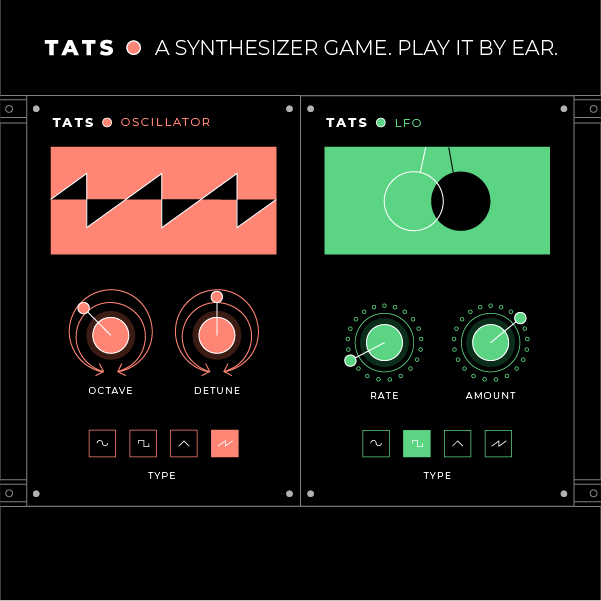 TATS A SYNTHESIZER GAME. PLAY IT BY EAR.
TATS OSCILLATOR
OCTAVE DETUNE
TYPE
TATS LFO
RATE AMOUNT
TYPE